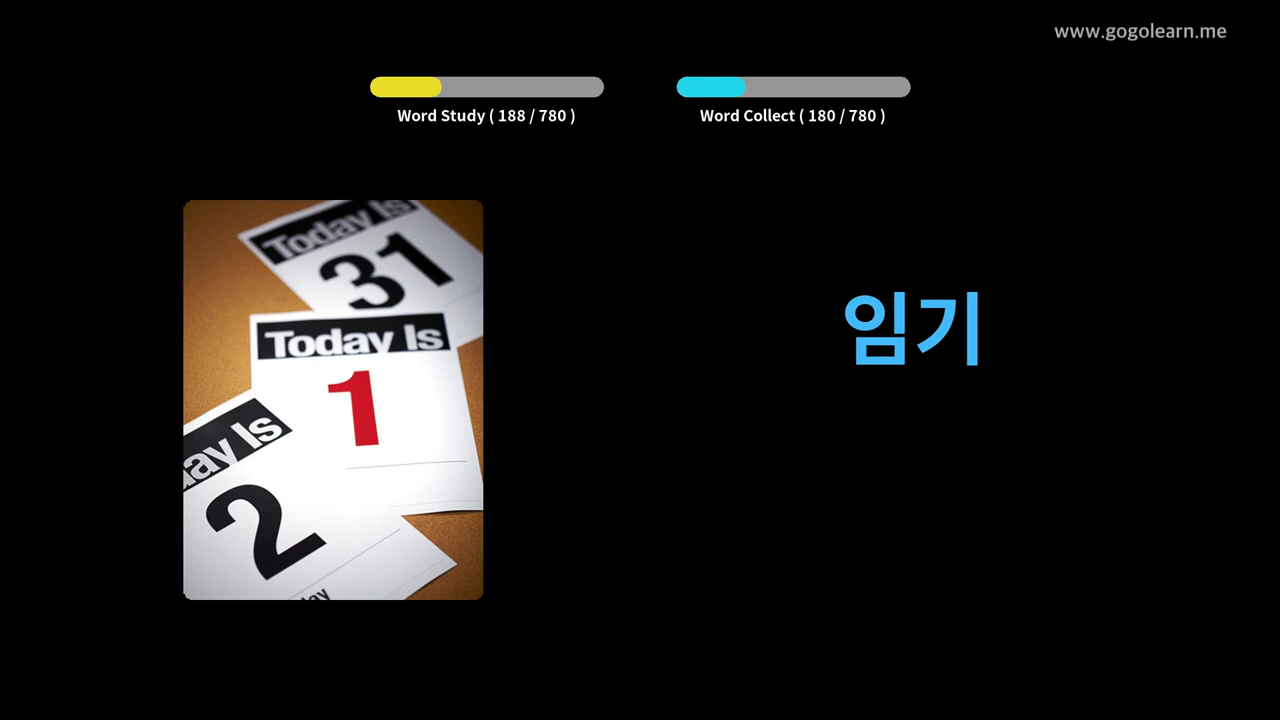 www.gogolearn.me
Word Study ( 188 / 780 )
Word Collect ( 180 / 780 )
Today Is
31
Today Is
1
ay Is
2
ay
임기